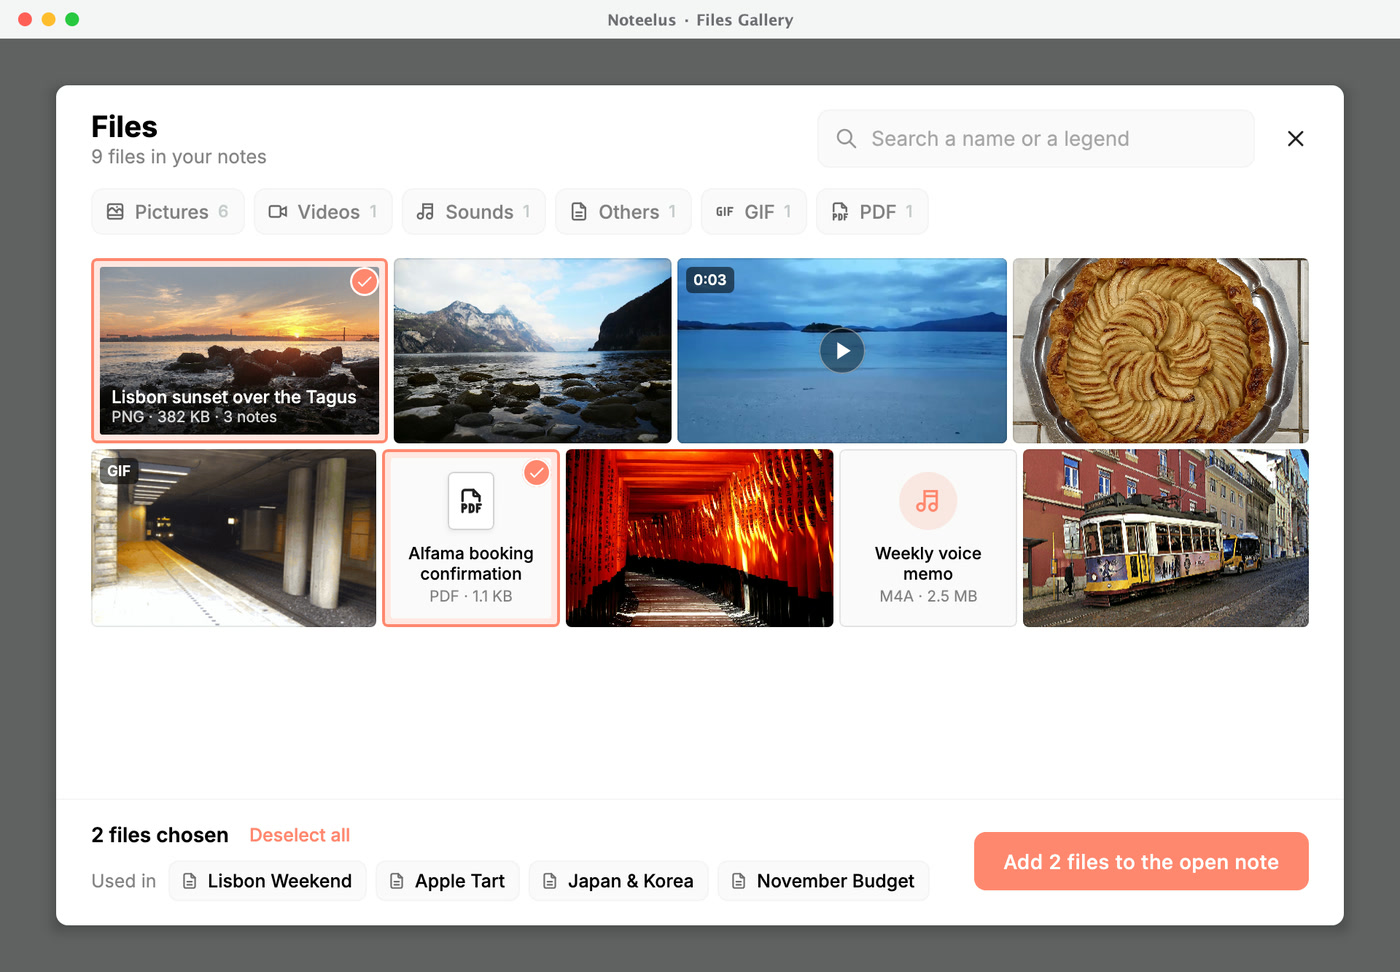 Noteelus · Files Gallery
Files
9 files in your notes
Search a name or a legend
Pictures 6
Videos 1
Sounds 1
Others 1
GIF GIF 1
PDF PDF 1
Lisbon sunset over the Tagus
PNG · 382 KB · 3 notes
0:03
GIF
PDF
Alfama booking
confirmation
PDF · 1.1 KB
Weekly voice
memo
M4A · 2.5 MB
2 files chosen
Deselect all
Used in
Lisbon Weekend
Apple Tart
Japan & Korea
November Budget
Add 2 files to the open note